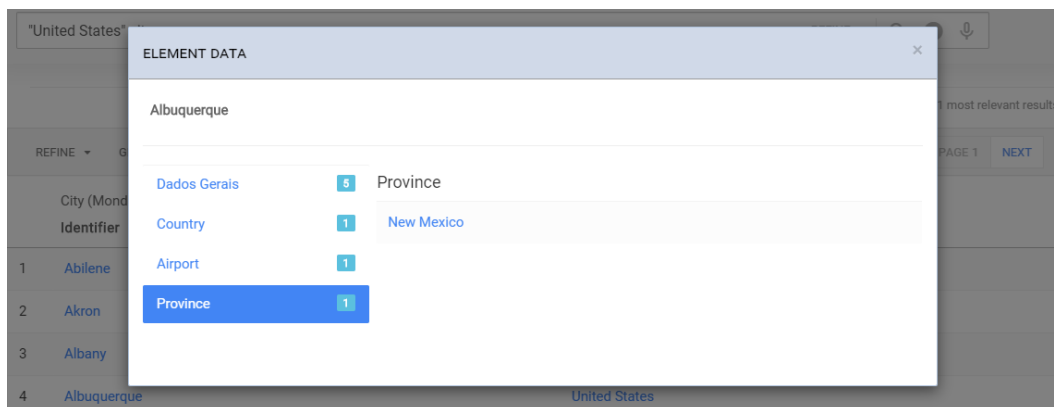 "United States"
ELEMENT DATA ×
Albuquerque
1 most relevant results
REFINE
PAGE 1 NEXT
Dados Gerais 5
Country 1
Airport 1
Province 1
Province
New Mexico
City (Mond
Identifier
1 Abilene
2 Akron
3 Albany
4 Albuquerque United States